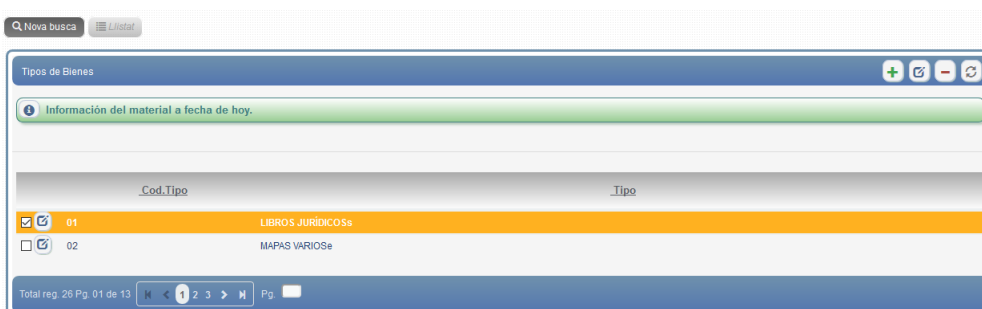 Nova busca Llistat
Tipos de Bienes
Información del material a fecha de hoy.
Cod.Tipo Tipo
01 LIBROS JURÍDICOSs
02 MAPAS VARIOSe
Total reg. 26 Pg. 01 de 13 1 2 3 Pg.